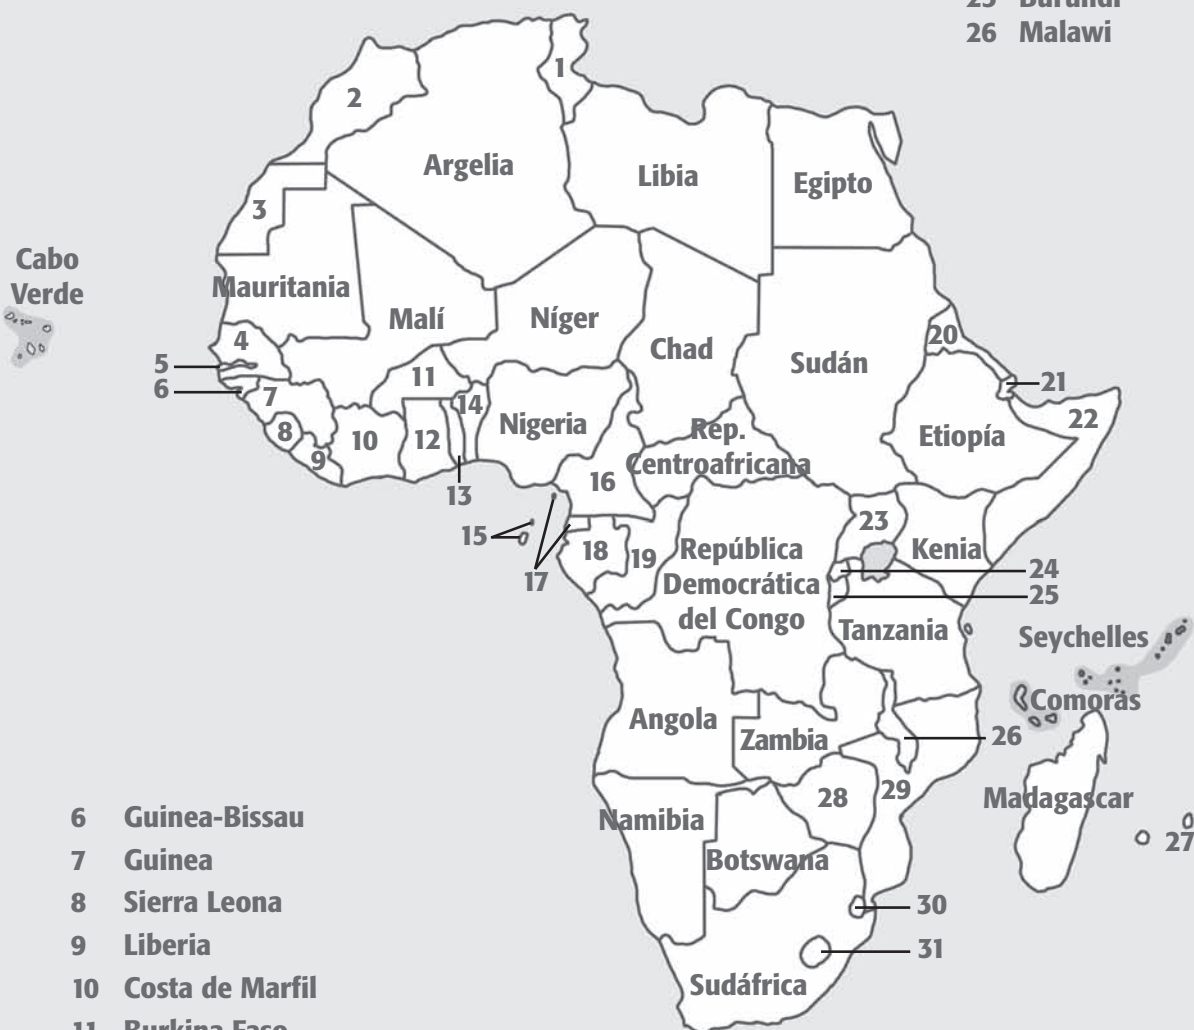 25 Burundi
26 Malawi
1
2
Argelia
Libia
Egipto
3
Cabo
Verde
Mauritania
Malí
Níger
Chad
Sudán
4
5
6
7
8
9
10
11
12
13
14
Nigeria
Rep.
Centroafricana
20
21
22
Etiopía
15
16
17
18
19
República
Democrática
del Congo
23
Kenia
24
25
Tanzania
Seychelles
Comoras
Angola
Zambia
26
28
29
Madagascar
27
Namibia
Botswana
30
31
Sudáfrica
6 Guinea-Bissau
7 Guinea
8 Sierra Leona
9 Liberia
10 Costa de Marfil
11 Burkina Faso